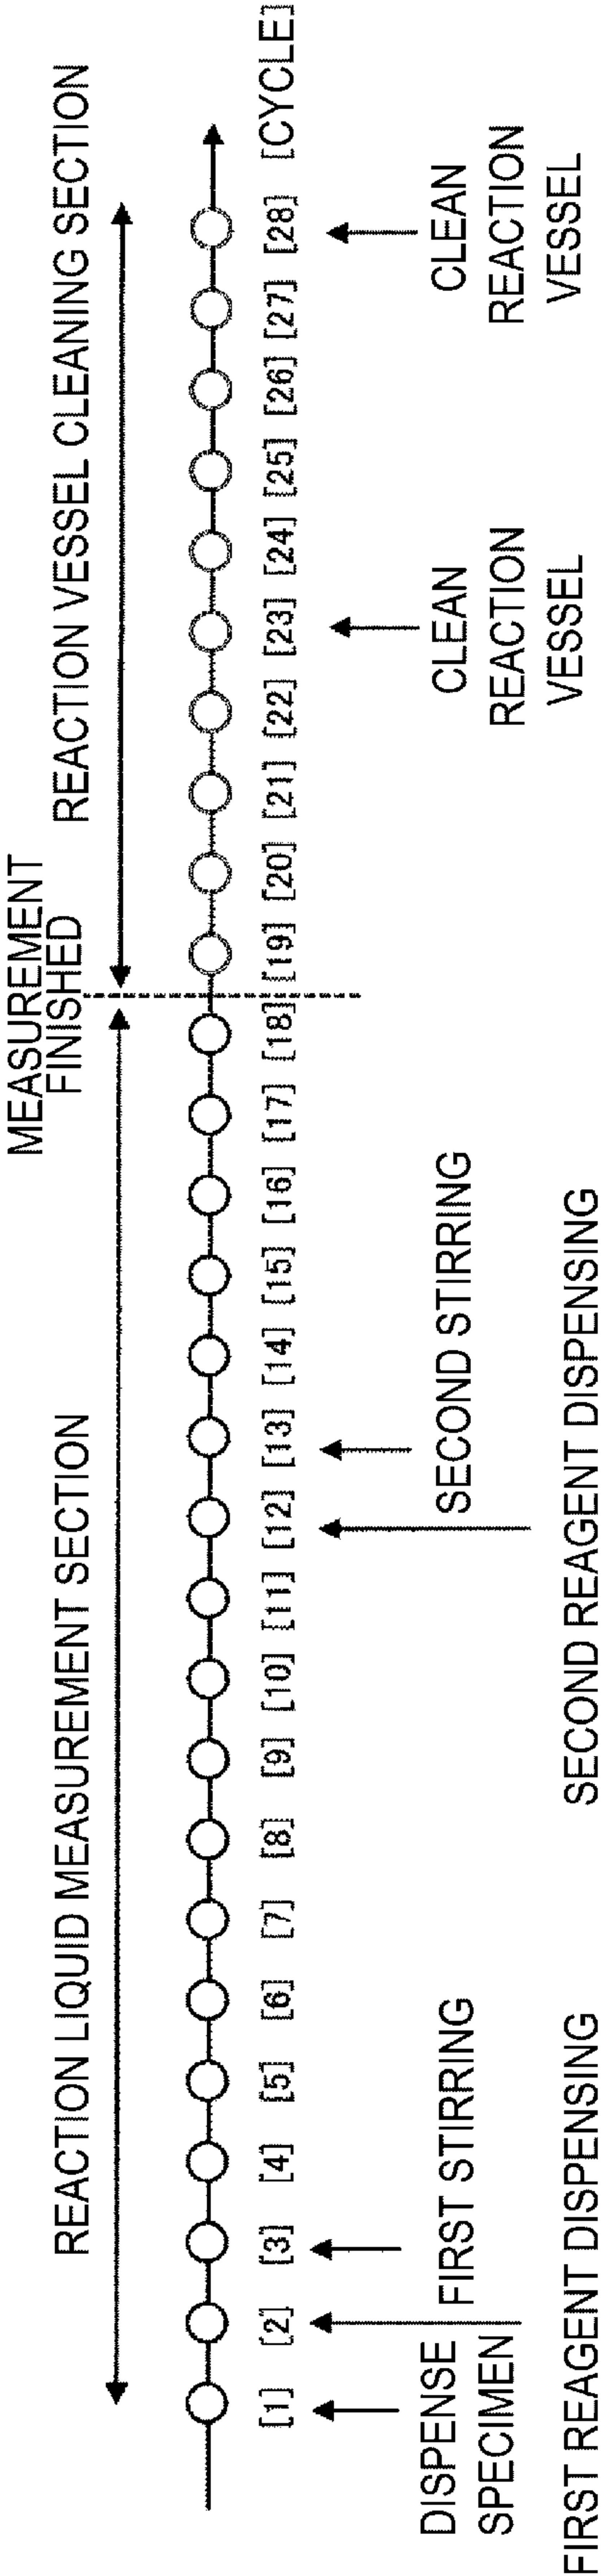 MEASUREMENT
FINISHED
REACTION LIQUID MEASUREMENT SECTION
REACTION VESSEL CLEANING SECTION
[1] [2] [3] [4] [5] [6] [7] [8] [9] [10] [11] [12] [13] [14] [15] [16] [17] [18] [19] [20] [21] [22] [23] [24] [25] [26] [27] [28] [CYCLE]
DISPENSE
SPECIMEN
FIRST STIRRING
FIRST REAGENT DISPENSING
SECOND STIRRING
SECOND REAGENT DISPENSING
CLEAN
REACTION
VESSEL
CLEAN
REACTION
VESSEL